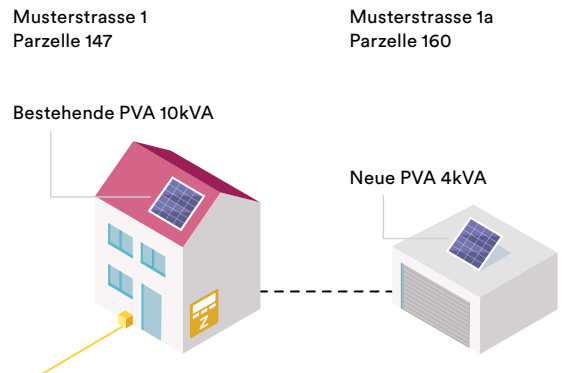 Musterstrasse 1
Parzelle 147
Musterstrasse 1a
Parzelle 160
Bestehende PVA 10kVA
Neue PVA 4kVA
Z